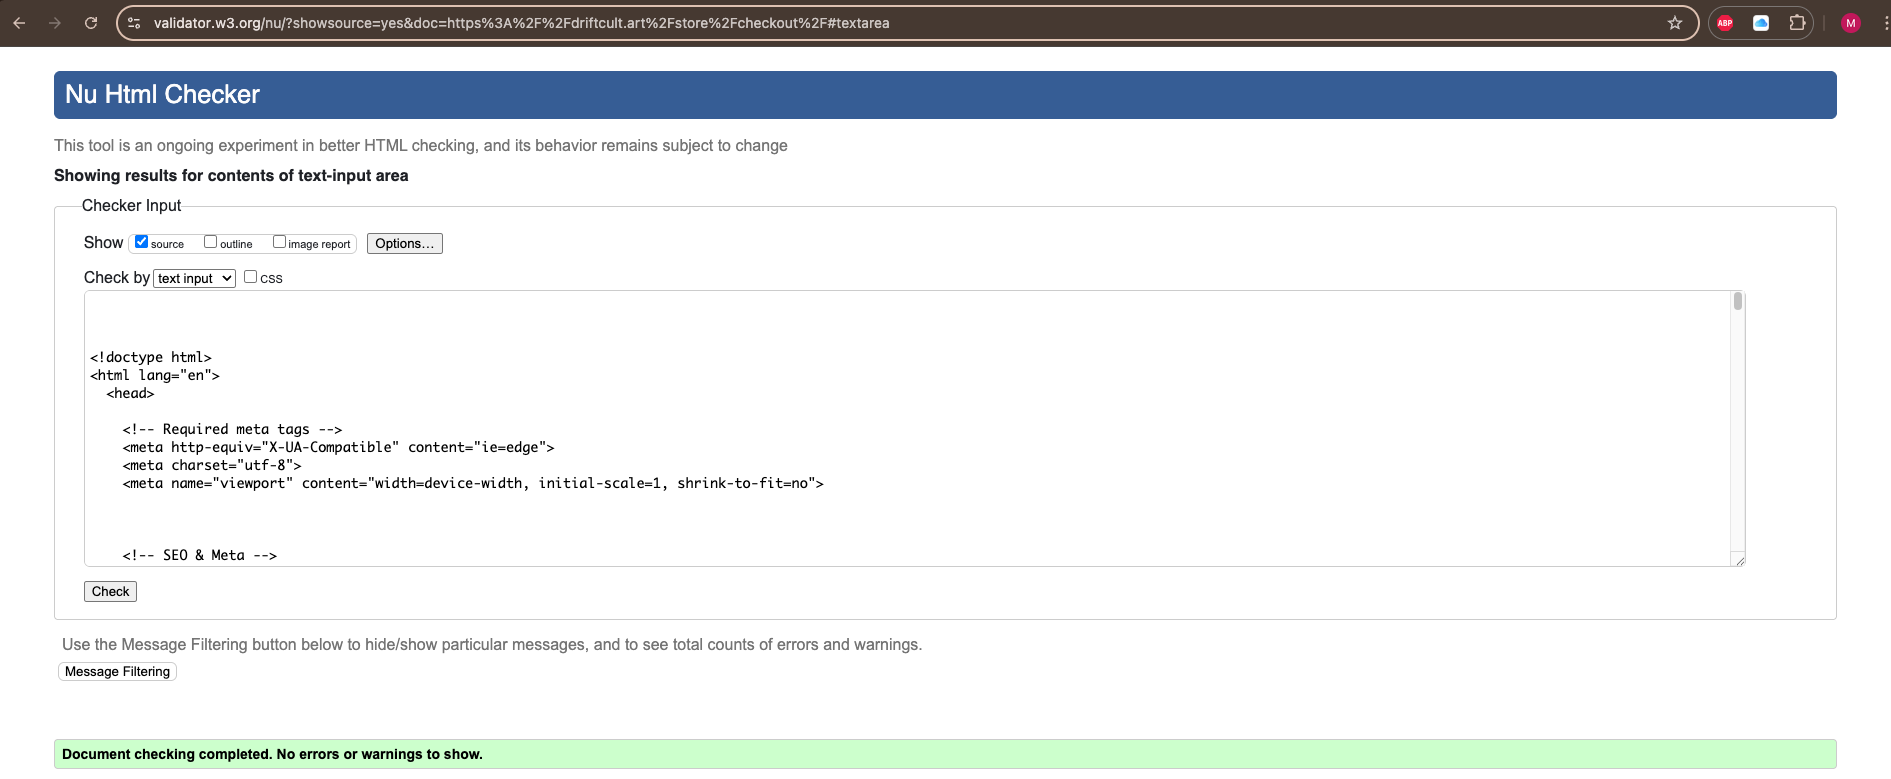 validator.w3.org/nu/?showsource=yes&doc=https%3A%2F%2Fdriftcult.art%2Fstore%2Fcheckout%2F#textarea
ABP
M
Nu Html Checker
This tool is an ongoing experiment in better HTML checking, and its behavior remains subject to change
Showing results for contents of text-input area
Checker Input
Show source outline image report Options...
Check by text input CSS
<!doctype html>
<html lang="en">
<head>
<!-- Required meta tags -->
<meta http-equiv="X-UA-Compatible" content="ie=edge">
<meta charset="utf-8">
<meta name="viewport" content="width=device-width, initial-scale=1, shrink-to-fit=no">
<!-- SEO & Meta -->
Check
Use the Message Filtering button below to hide/show particular messages, and to see total counts of errors and warnings.
Message Filtering
Document checking completed. No errors or warnings to show.